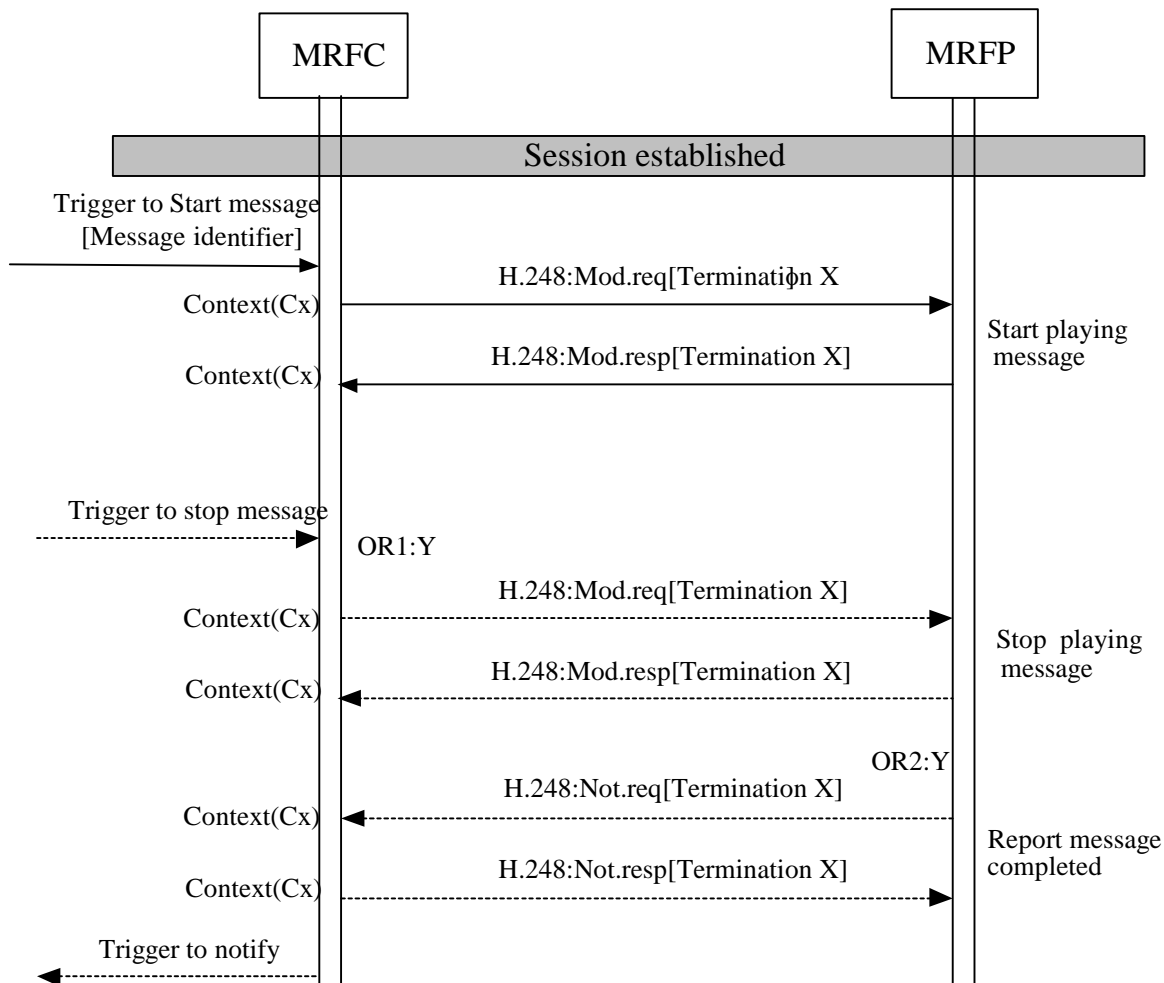 MRFC
MRFP
Session established
Trigger to Start message
[Message identifier]
H.248:Mod.req[Termination X]
Context(Cx)
Start playing
message
H.248:Mod.resp[Termination X]
Context(Cx)
Trigger to stop message
OR1:Y
H.248:Mod.req[Termination X]
Context(Cx)
Stop playing
message
H.248:Mod.resp[Termination X]
Context(Cx)
OR2:Y
H.248:Not.req[Termination X]
Context(Cx)
Report message
completed
H.248:Not.resp[Termination X]
Context(Cx)
Trigger to notify